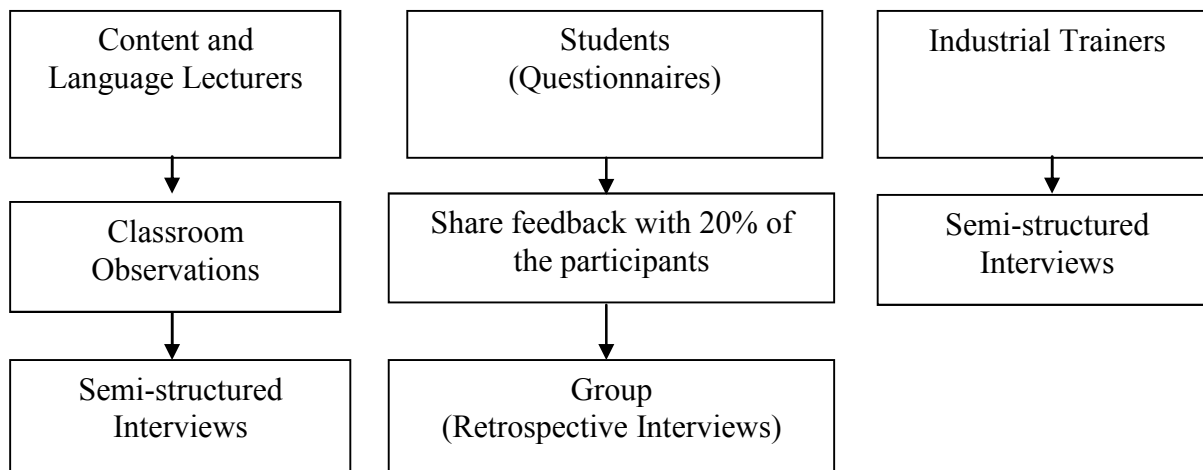 Content and
Language Lecturers
Classroom
Observations
Semi-structured
Interviews
Students
(Questionnaires)
Share feedback with 20% of
the participants
Group
(Retrospective Interviews)
Industrial Trainers
Semi-structured
Interviews